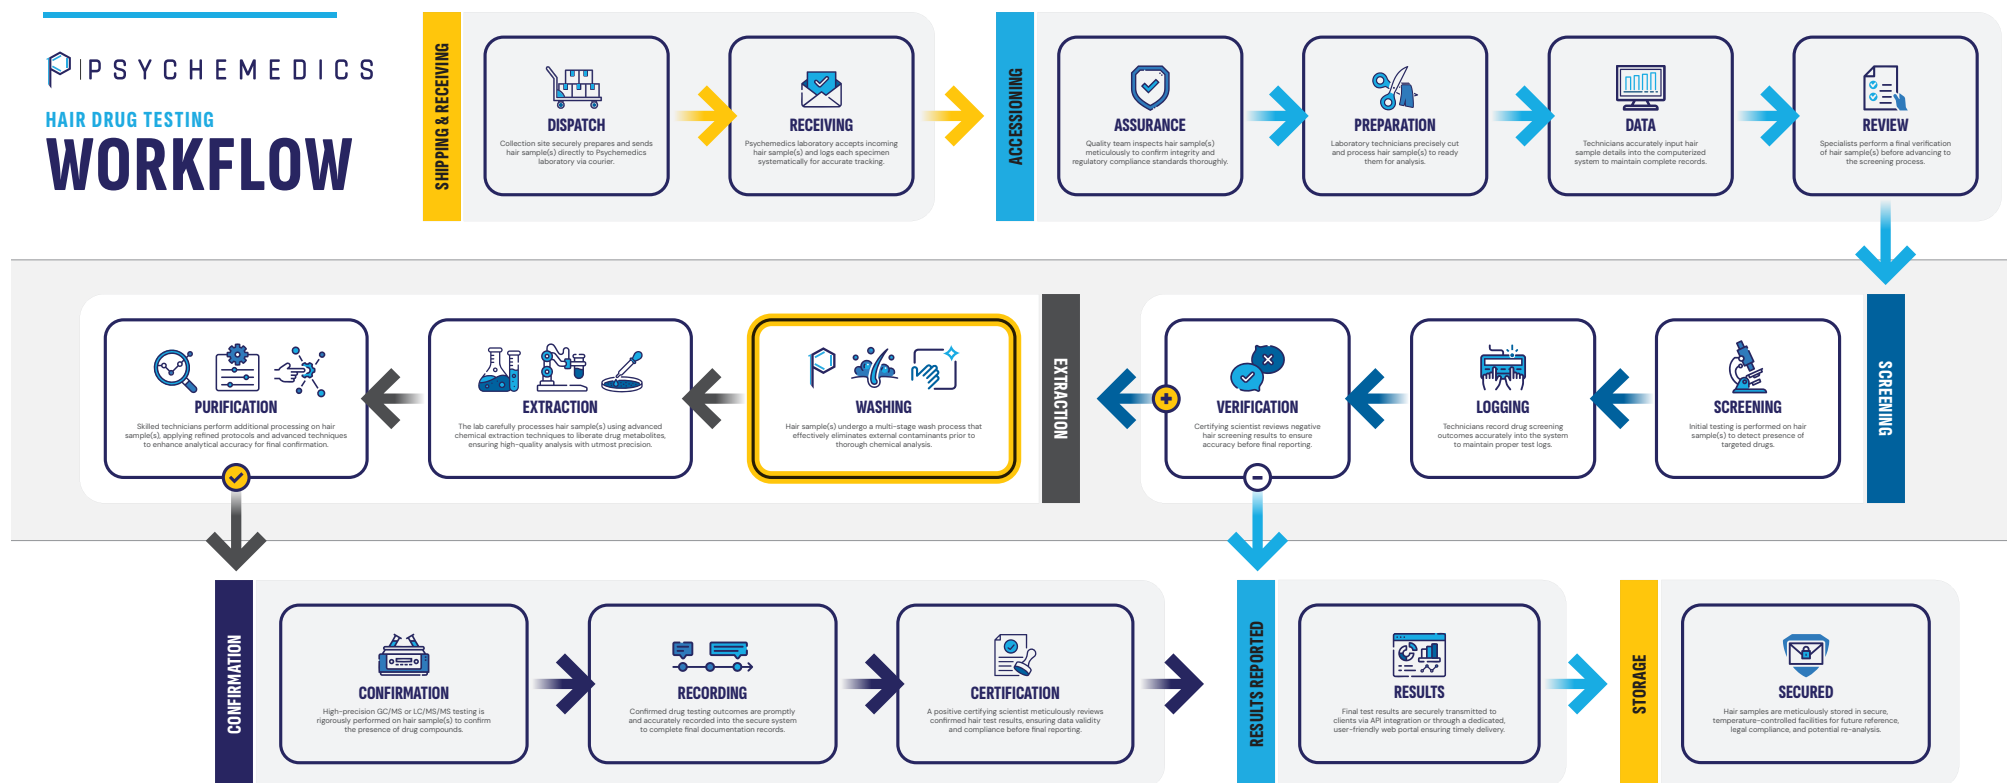 PSYCHEMEDICS
HAIR DRUG TESTING
WORKFLOW
SHIPPING & RECEIVING
DISPATCH
Collection site securely prepares and sends
hair sample(s) directly to Psychemedics
laboratory via courier.
RECEIVING
Psychemedics laboratory accepts incoming
hair sample(s) and logs each specimen
systematically for accurate tracking.
ACCESSIONING
ASSURANCE
Quality team inspects hair sample(s)
meticulously to confirm integrity and
regulatory compliance standards thoroughly.
PREPARATION
Laboratory technicians precisely cut
and process hair sample(s) to ready
them for analysis.
DATA
Technicians accurately input hair
sample details into the computerized
system to maintain complete records.
REVIEW
Specialists perform a final verification
of hair sample(s) before advancing to
the screening process.
SCREENING
SCREENING
Initial testing is performed on hair
sample(s) to detect presence of
targeted drugs.
LOGGING
Technicians record drug screening
outcomes accurately into the system
to maintain proper test logs.
VERIFICATION
Certifying scientist reviews negative
hair screening results to ensure
accuracy before final reporting.
EXTRACTION
WASHING
Hair sample(s) undergo a multi-stage wash process that
effectively eliminates external contaminants prior to
thorough chemical analysis.
EXTRACTION
The lab carefully processes hair sample(s) using advanced
chemical extraction techniques to liberate drug metabolites,
ensuring high-quality analysis with utmost precision.
PURIFICATION
Skilled technicians perform additional processing on hair
sample(s), applying refined protocols and advanced techniques
to enhance analytical accuracy for final confirmation.
CONFIRMATION
CONFIRMATION
High-precision GC/MS or LC/MS/MS testing is
rigorously performed on hair sample(s) to confirm
the presence of drug compounds.
RECORDING
Confirmed drug testing outcomes are promptly
and accurately recorded into the secure system
to complete final documentation records.
CERTIFICATION
A positive certifying scientist meticulously reviews
confirmed hair test results, ensuring data validity
and compliance before final reporting.
RESULTS REPORTED
RESULTS
Final test results are securely transmitted to
clients via API integration or through a dedicated,
user-friendly web portal ensuring timely delivery.
STORAGE
SECURED
Hair samples are meticulously stored in secure,
temperature-controlled facilities for future reference,
legal compliance, and potential re-analysis.